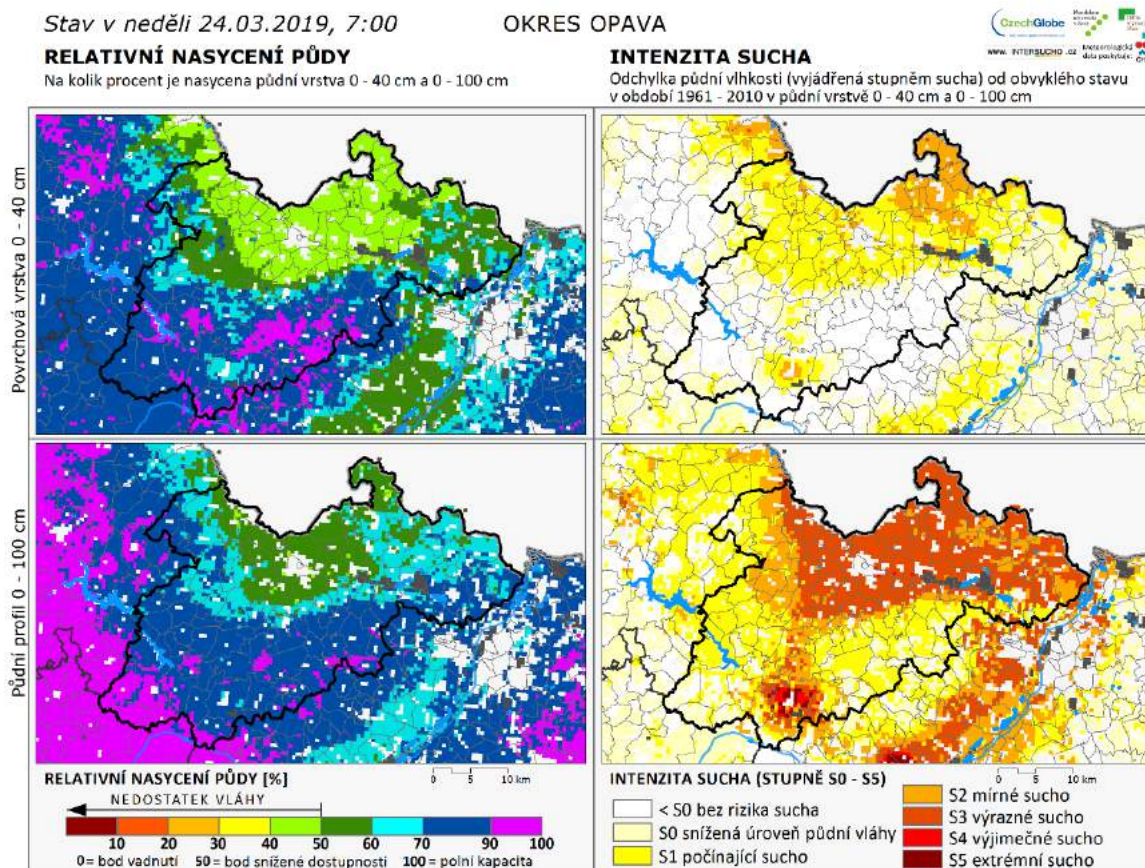 Stav v neděli 24.03.2019, 7:00
OKRES OPAVA
CzechGlobe
www. INTERSUCHO .cz
Meteorologická
data poskytuje:
RELATIVNÍ NASYCENÍ PŮDY
Na kolik procent je nasycena půdní vrstva 0 - 40 cm a 0 - 100 cm
INTENZITA SUCHA
Odchylka půdní vlhkosti (vyjádřená stupněm sucha) od obvyklého stavu
v období 1961 - 2010 v půdní vrstvě 0 - 40 cm a 0 - 100 cm
Povrchová vrstva 0 - 40 cm
Půdní profil 0 - 100 cm
RELATIVNÍ NASYCENÍ PŮDY [%]
0 5 10 km
NEDOSTATEK VLÁHY
10 20 30 40 50 60 70 80 90 100
0= bod vadnutí 50 = bod snížené dostupnosti 100 = polní kapacita
INTENZITA SUCHA (STUPNĚ S0 - S5)
0 5 10 km
< S0 bez rizika sucha
S0 snížená úroveň půdní vláhy
S1 počínající sucho
S2 mírné sucho
S3 výrazné sucho
S4 výjimečné sucho
S5 extrémní sucho